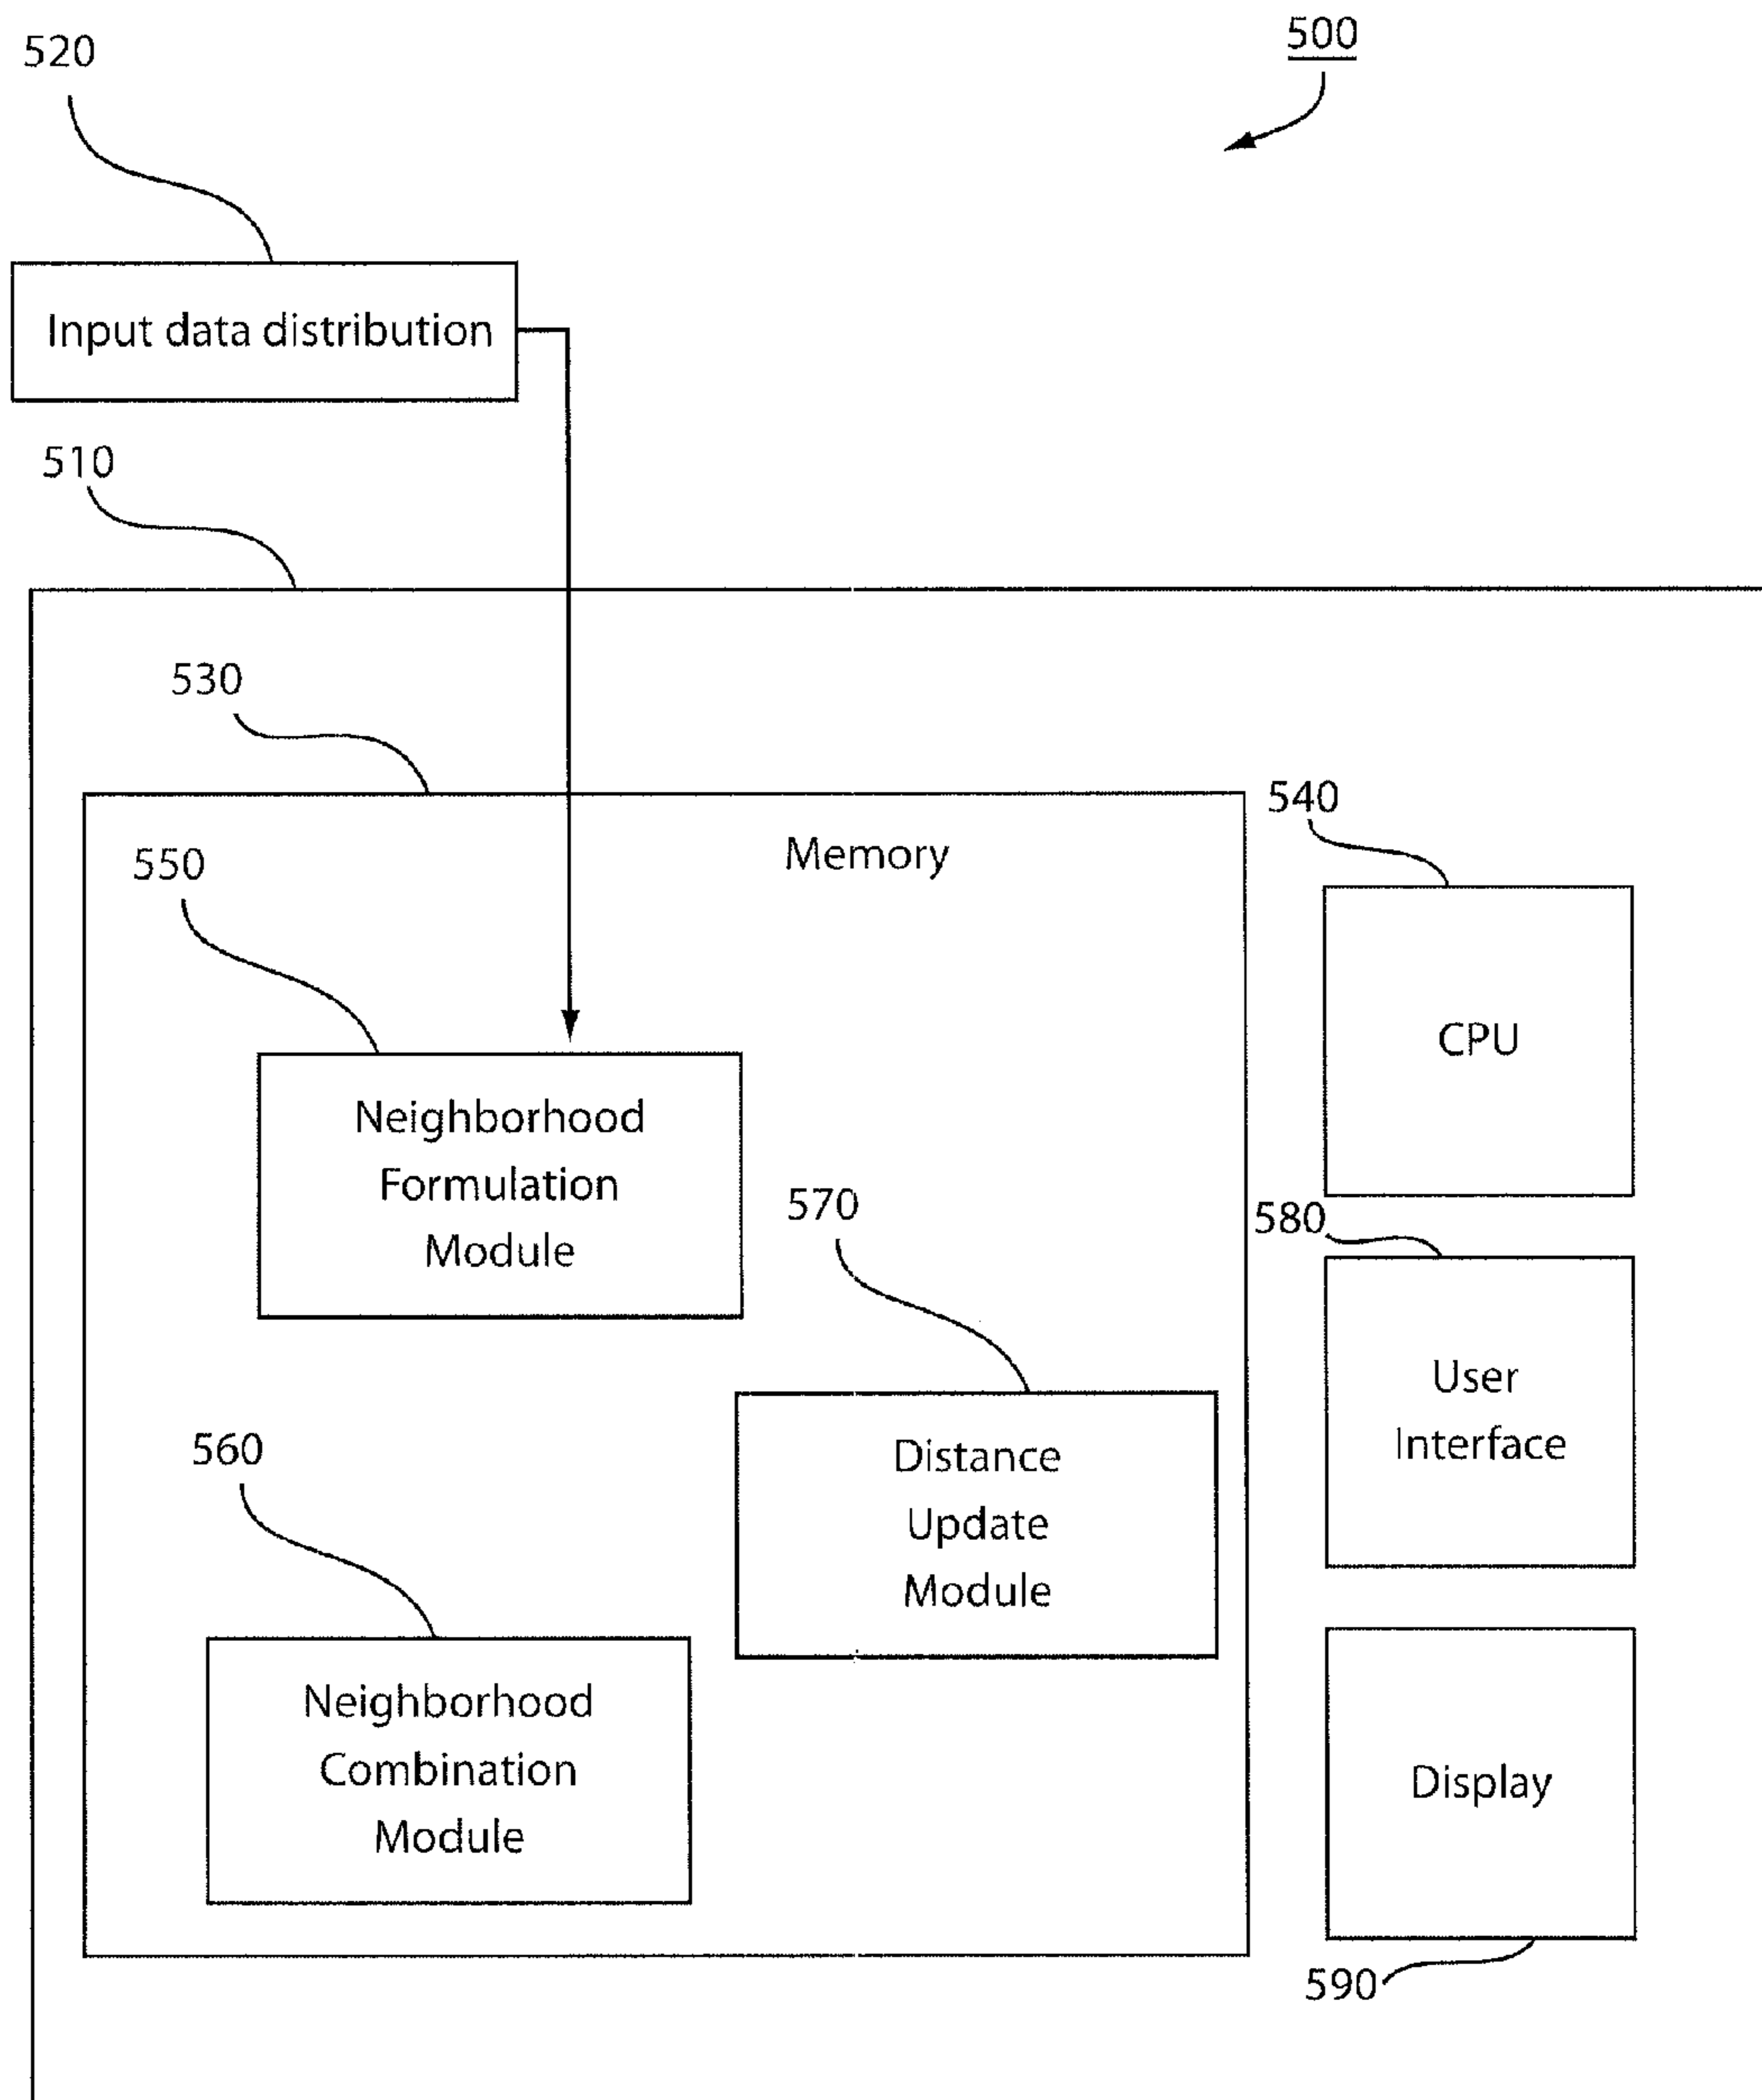 520
500
Input data distribution
510
530
540
Memory
550
CPU
Neighborhood
Formulation
Module
570
580
User
Interface
560
Distance
Update
Module
Neighborhood
Combination
Module
Display
590